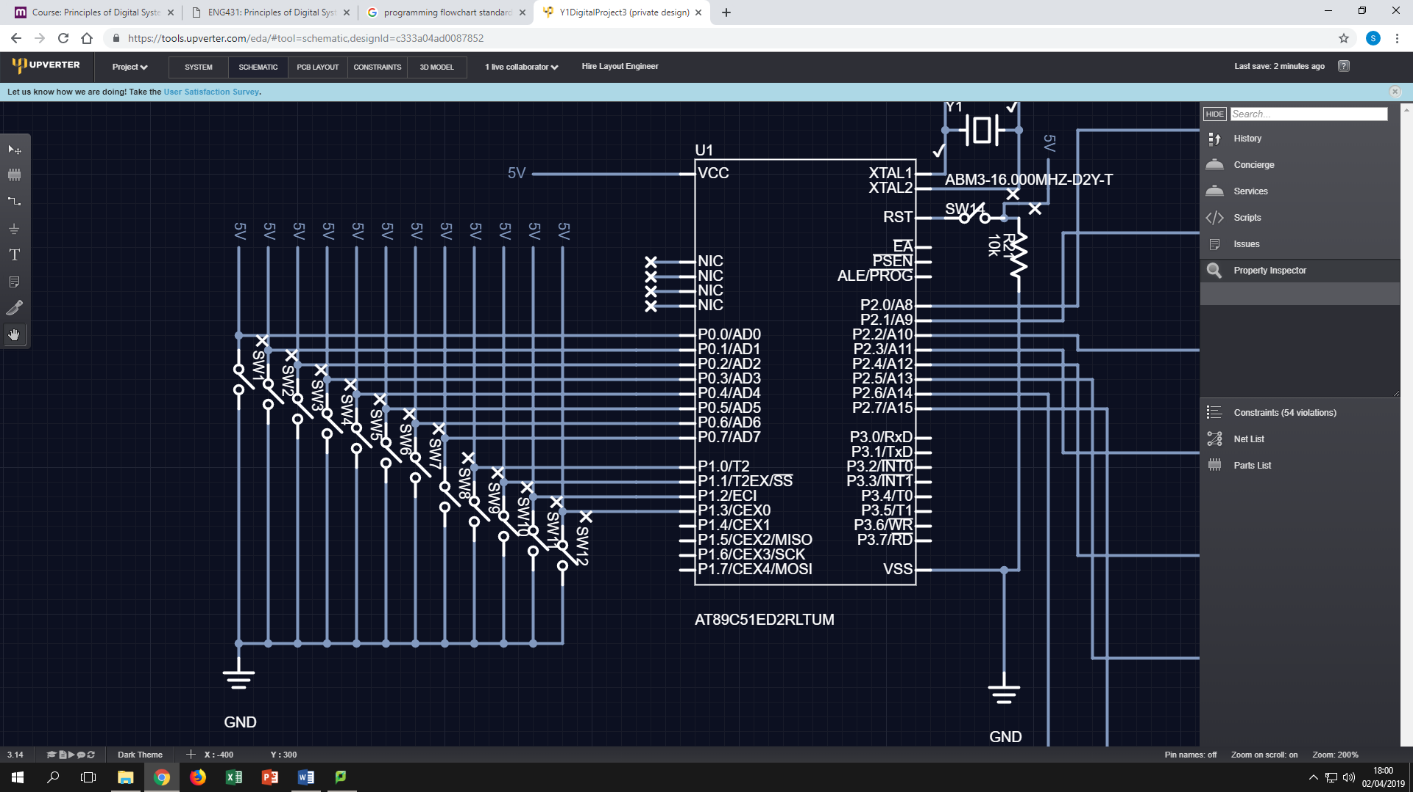 Course: Principles of Digital Syste
ENG431: Principles of Digital Syst
programming flowchart standard
Y1DigitalProject3 (private design)
https://tools.upverter.com/eda/#tool=schematic,designId=c333a04ad0087852
S
UPVERTER
Project
SYSTEM
SCHEMATIC
PCB LAYOUT
CONSTRAINTS
3D MODEL
1 live collaborator
Hire Layout Engineer
Last save: 2 minutes ago
?
Let us know how we are doing! Take the User Satisfaction Survey.
HIDE
Search...
History
Concierge
Services
Scripts
Issues
Property Inspector
Constraints (54 violations)
Net List
Parts List
T
Y1
ABM3-16.000MHZ-D2Y-T
5V
U1
5V
VCC
XTAL1
XTAL2
RST
SW14
10k
EA
PSEN
ALE/PROG
5V
5V
5V
5V
5V
5V
5V
5V
5V
5V
5V
5V
NIC
NIC
NIC
NIC
P0.0/AD0
P0.1/AD1
P0.2/AD2
P0.3/AD3
P0.4/AD4
P0.5/AD5
P0.6/AD6
P0.7/AD7
P1.0/T2
P1.1/T2EX/SS
P1.2/ECI
P1.3/CEX0
P1.4/CEX1
P1.5/CEX2/MISO
P1.6/CEX3/SCK
P1.7/CEX4/MOSI
P2.0/A8
P2.1/A9
P2.2/A10
P2.3/A11
P2.4/A12
P2.5/A13
P2.6/A14
P2.7/A15
P3.0/RxD
P3.1/TxD
P3.2/INT0
P3.3/INT1
P3.4/T0
P3.5/T1
P3.6/WR
P3.7/RD
VSS
SW1
SW2
SW3
SW4
SW5
SW6
SW7
SW8
SW9
SW10
SW11
SW12
AT89C51ED2RLTUM
GND
GND
3.14
Dark Theme
X : -400
Y : 300
Pin names: off
Zoom on scroll: on
Zoom: 200%
18:00
02/04/2019